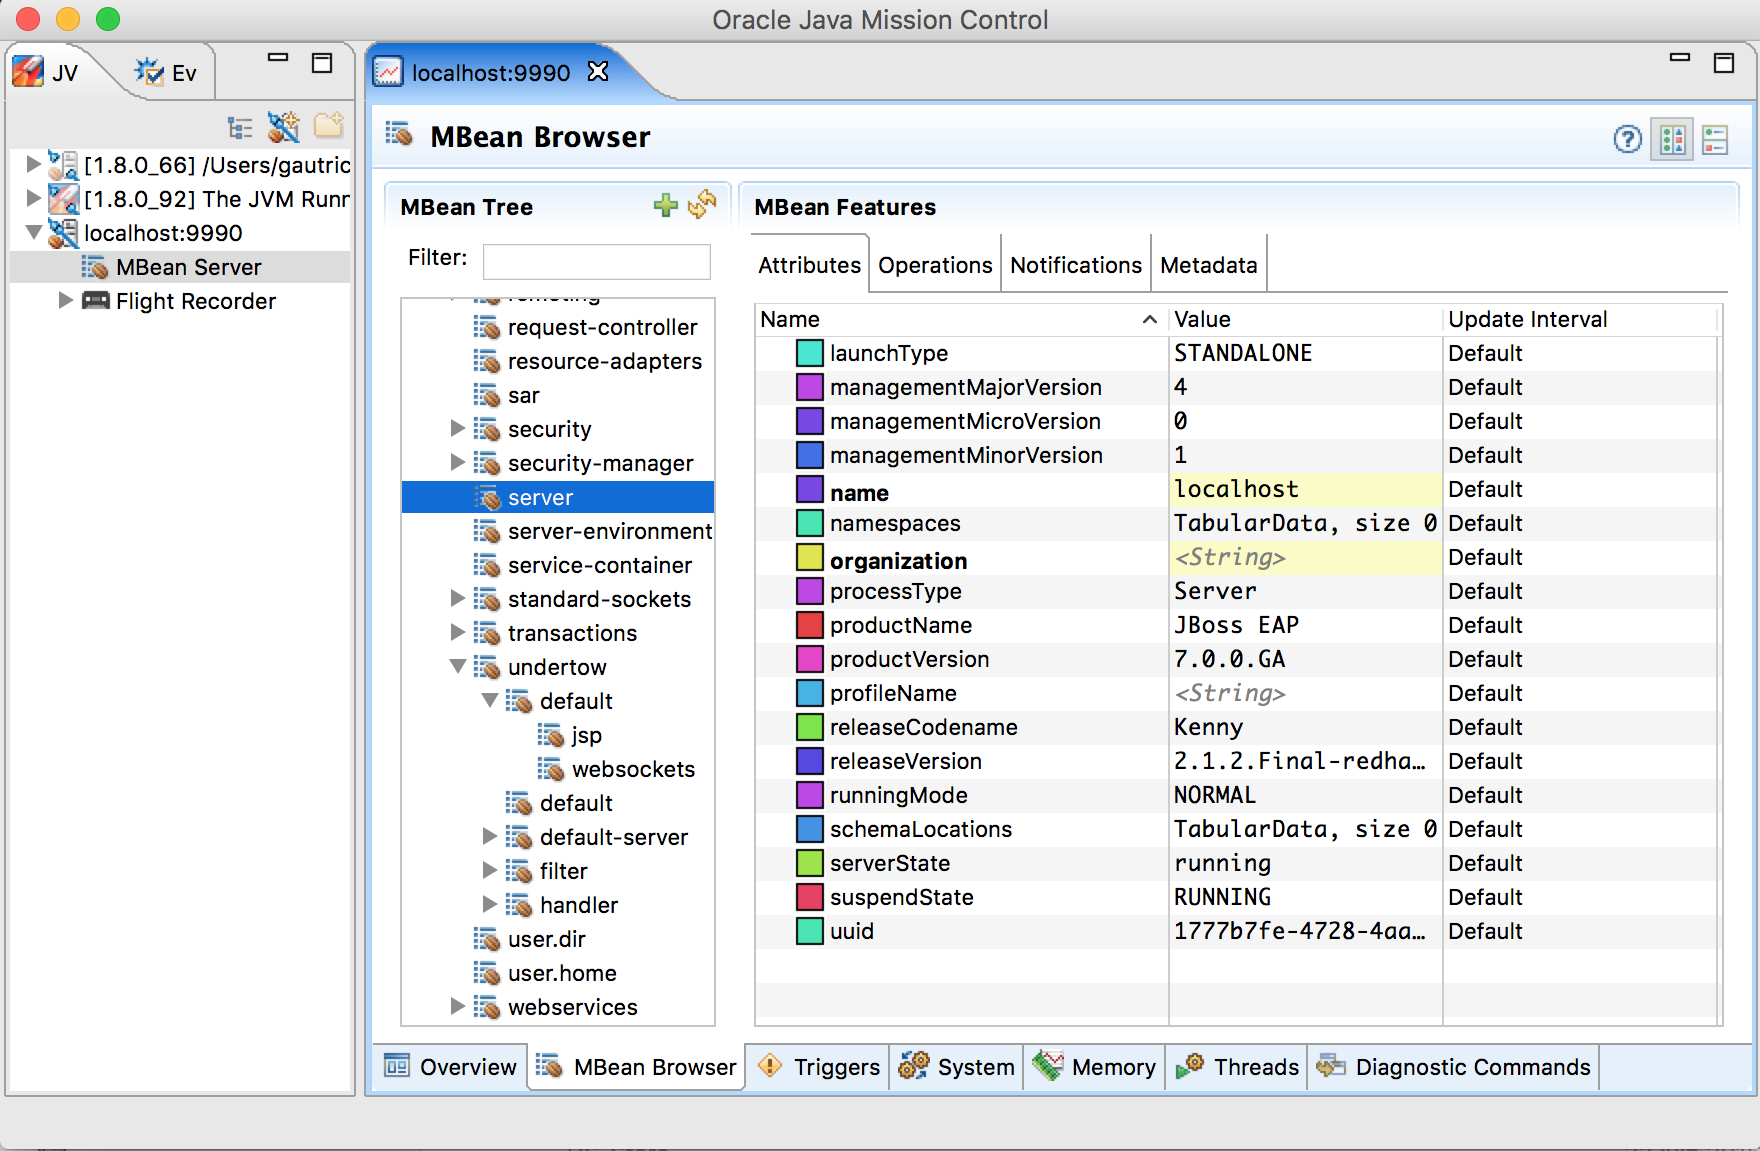 Oracle Java Mission Control
JV
Ev
localhost:9990
MBean Browser
[1.8.0_66] /Users/gautric
[1.8.0_92] The JVM Runr
localhost:9990
MBean Server
Flight Recorder
MBean Tree
Filter:
request-controller
resource-adapters
sar
security
security-manager
server
server-environment
service-container
standard-sockets
transactions
undertow
default
jsp
websockets
default
default-server
filter
handler
user.dir
user.home
webservices
MBean Features
Attributes Operations Notifications Metadata
Name Value Update Interval
launchType STANDALONE Default
managementMajorVersion 4 Default
managementMicroVersion 0 Default
managementMinorVersion 1 Default
name localhost Default
namespaces TabularData, size 0 Default
organization <String> Default
processType Server Default
productName JBoss EAP Default
productVersion 7.0.0.GA Default
profileName <String> Default
releaseCodename Kenny Default
releaseVersion 2.1.2.Final-redha... Default
runningMode NORMAL Default
schemaLocations TabularData, size 0 Default
serverState running Default
suspendState RUNNING Default
uuid 1777b7fe-4728-4aa... Default
Overview MBean Browser Triggers System Memory Threads Diagnostic Commands